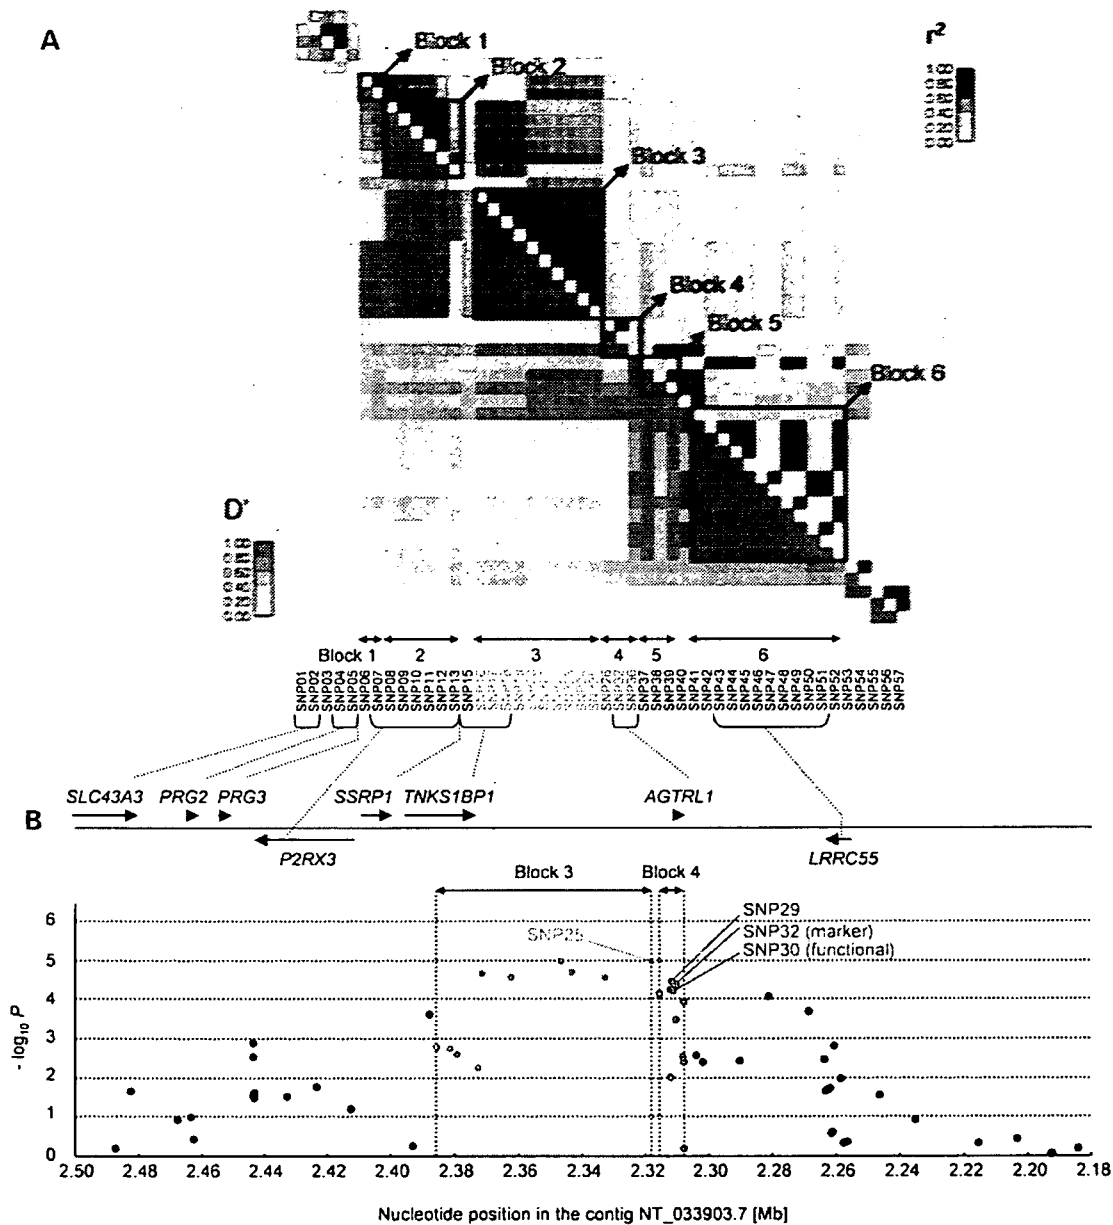 A
r²
Block 1
Block 2
Block 3
Block 4
Block 5
Block 6
D'
Block 1 2 3 4 5 6
SNP01
SNP02
SNP03
SNP04
SNP05
SNP06
SNP07
SNP08
SNP09
SNP10
SNP11
SNP12
SNP13
SNP15
SNP37
SNP38
SNP39
SNP40
SNP41
SNP42
SNP43
SNP44
SNP45
SNP46
SNP47
SNP48
SNP49
SNP50
SNP51
SNP52
SNP53
SNP54
SNP55
SNP56
SNP57
SLC43A3 PRG2 PRG3 SSRP1 TNKS1BP1 AGTRL1
B
P2RX3 LRRC55
Block 3 Block 4
SNP29
SNP25 SNP32 (marker)
SNP30 (functional)
6
5
4
3
2
1
0
-log10 P
2.50 2.48 2.46 2.44 2.42 2.40 2.38 2.36 2.34 2.32 2.30 2.28 2.26 2.24 2.22 2.20 2.18
Nucleotide position in the contig NT_033903.7 [Mb]